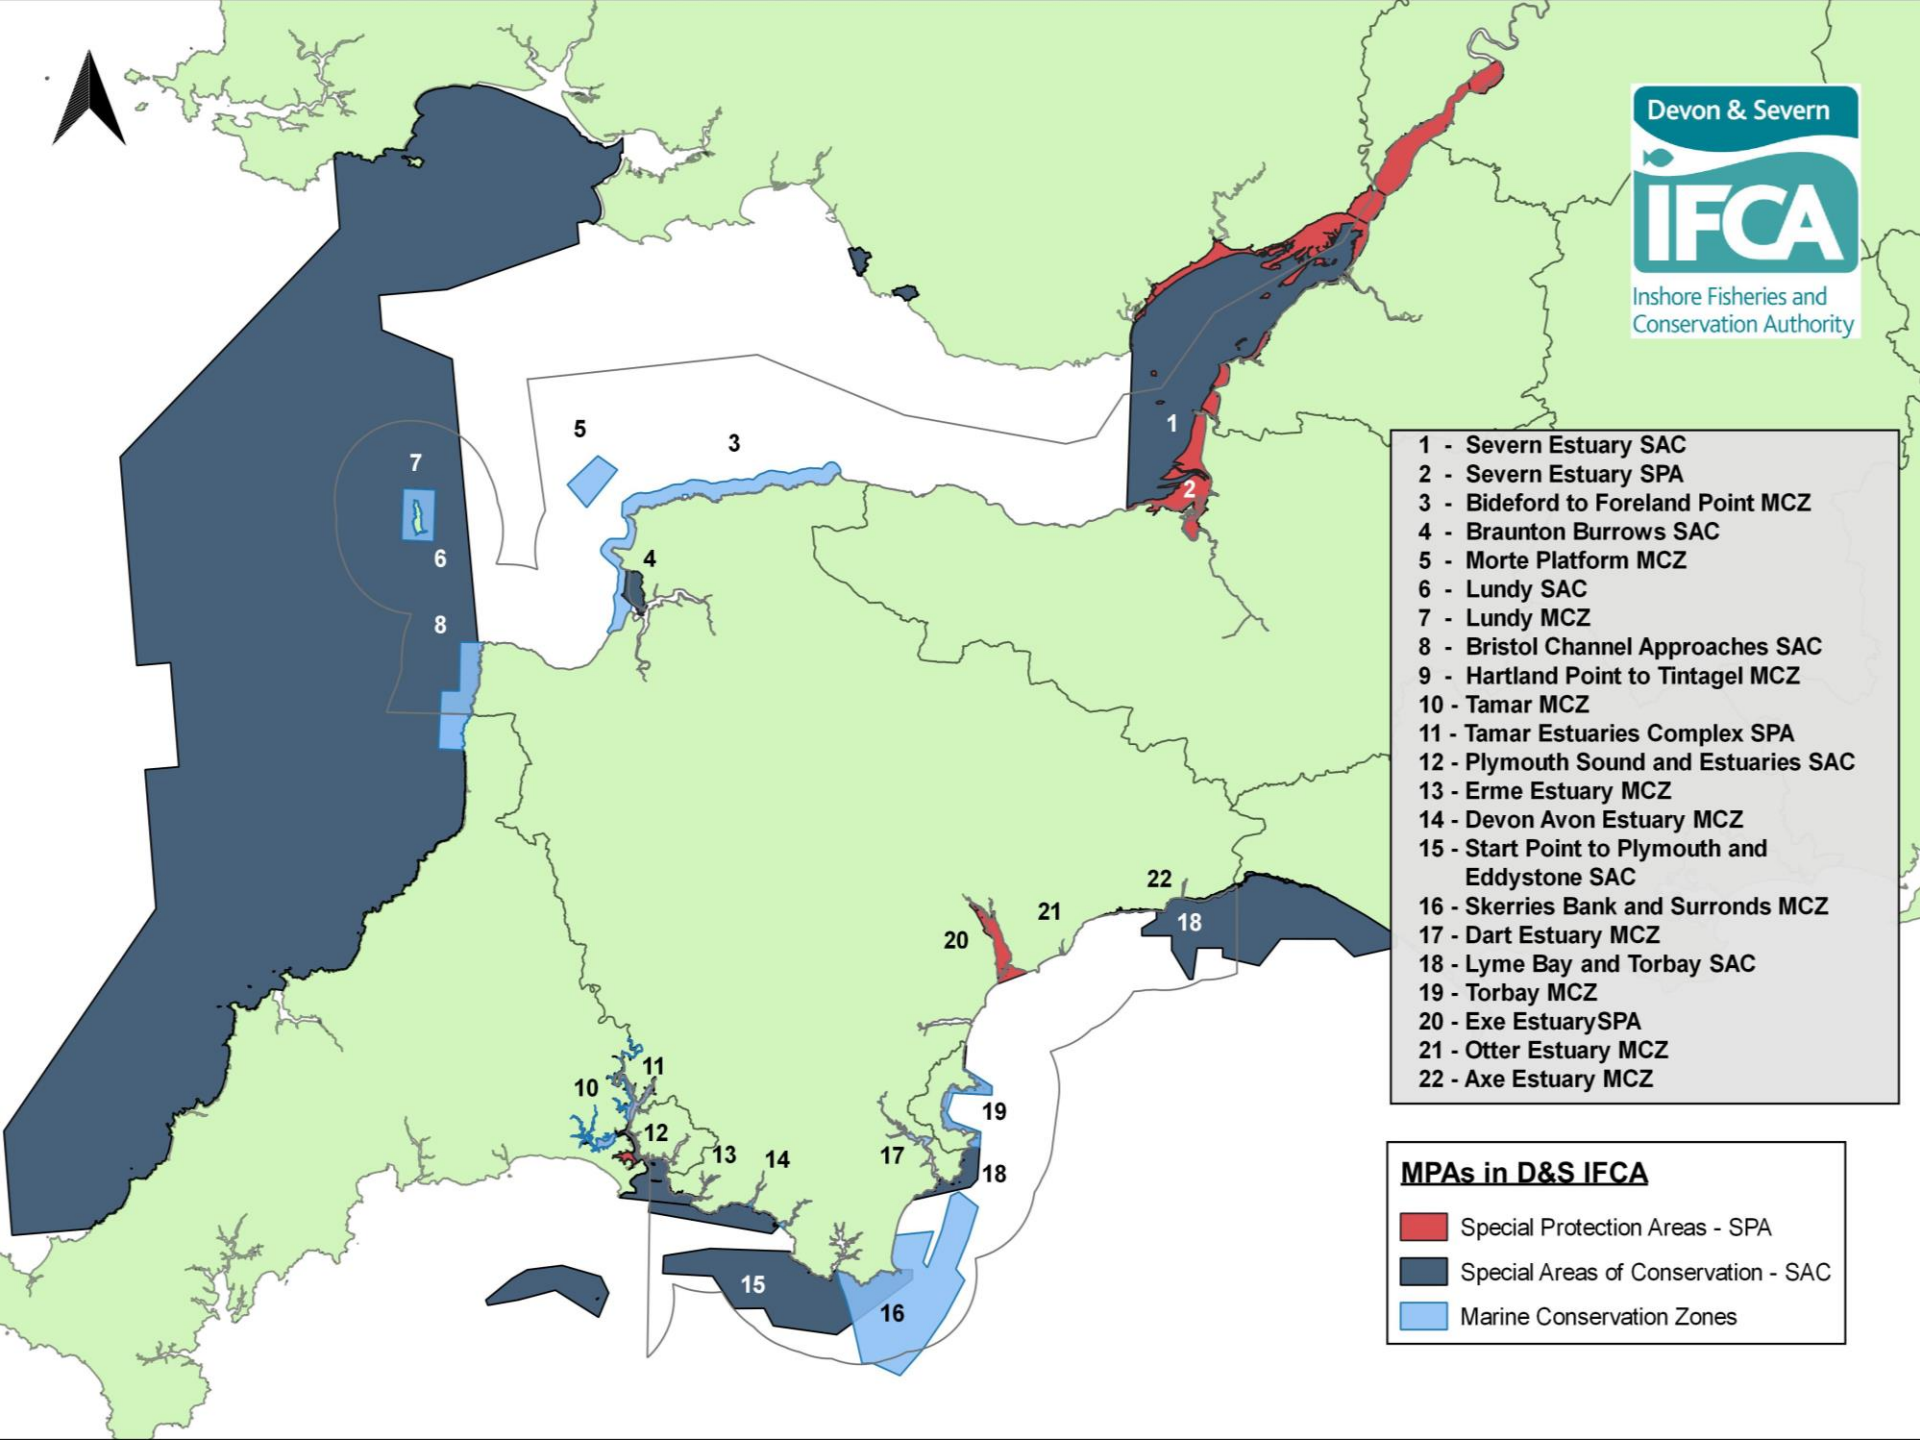 Devon & Severn
IFCA
Inshore Fisheries and
Conservation Authority
5
3
7
1
2
6
4
8
1 - Severn Estuary SAC
2 - Severn Estuary SPA
3 - Bideford to Foreland Point MCZ
4 - Braunton Burrows SAC
5 - Morte Platform MCZ
6 - Lundy SAC
7 - Lundy MCZ
8 - Bristol Channel Approaches SAC
9 - Hartland Point to Tintagel MCZ
10 - Tamar MCZ
11 - Tamar Estuaries Complex SPA
12 - Plymouth Sound and Estuaries SAC
13 - Erme Estuary MCZ
14 - Devon Avon Estuary MCZ
15 - Start Point to Plymouth and
Eddystone SAC
16 - Skerries Bank and Surronds MCZ
17 - Dart Estuary MCZ
18 - Lyme Bay and Torbay SAC
19 - Torbay MCZ
20 - Exe EstuarySPA
21 - Otter Estuary MCZ
22 - Axe Estuary MCZ
22
21
18
20
11
10
19
12
13
14
17
18
15
16
MPAs in D&S IFCA
Special Protection Areas - SPA
Special Areas of Conservation - SAC
Marine Conservation Zones